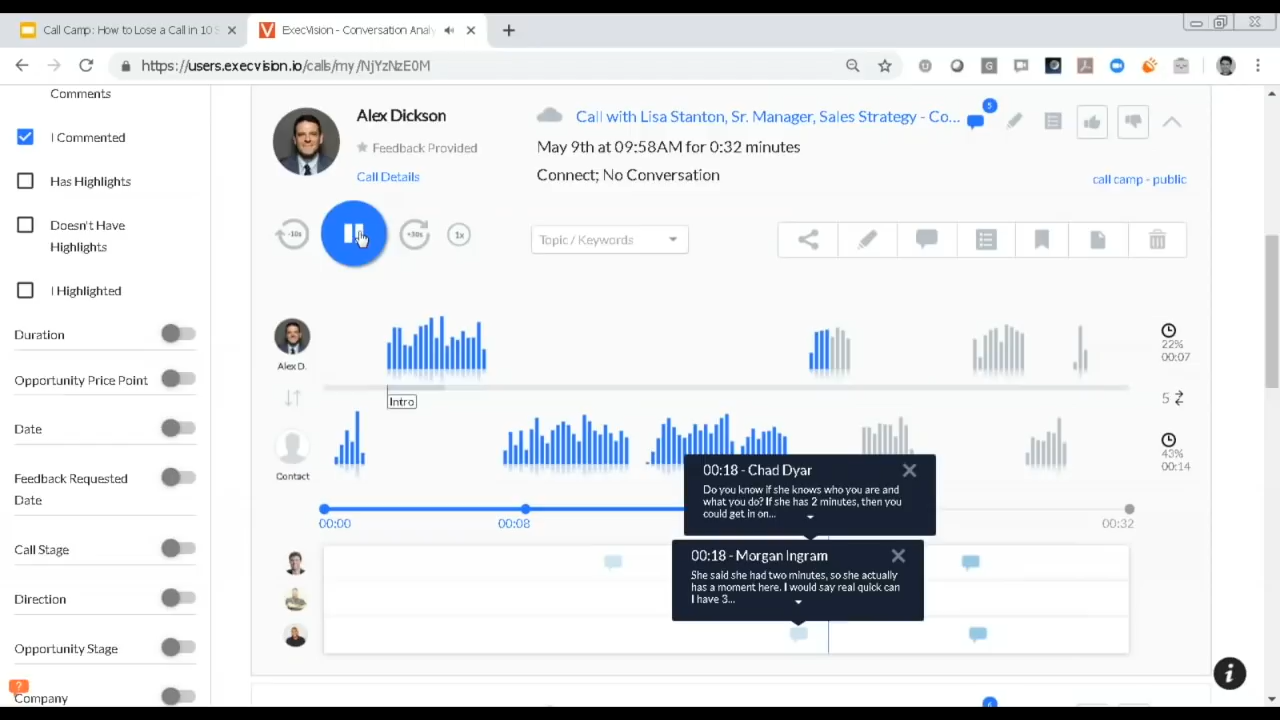 Call Camp: How to Lose a Call in 10 S
ExecVision - Conversation Analy
https://users.execvision.io/calls/my/NjYzNzE0M
Comments
I Commented
Has Highlights
Doesn't Have
Highlights
I Highlighted
Duration
Opportunity Price Point
Date
Feedback Requested
Date
Call Stage
Direction
Opportunity Stage
Company
?
Alex Dickson
Feedback Provided
Call Details
Call with Lisa Stanton, Sr. Manager, Sales Strategy - Co...
5
May 9th at 09:58AM for 0:32 minutes
Connect; No Conversation
call camp - public
-10s
+30s
1x
Topic / Keywords
Alex D.
22%
00:07
Intro
5
Contact
43%
00:14
00:18 - Chad Dyar
Do you know if she knows who you are and
what you do? If she has 2 minutes, then you
could get in on...
00:00
00:08
00:32
00:18 - Morgan Ingram
She said she had two minutes, so she actually
has a moment here. I would say real quick can
I have 3...
i